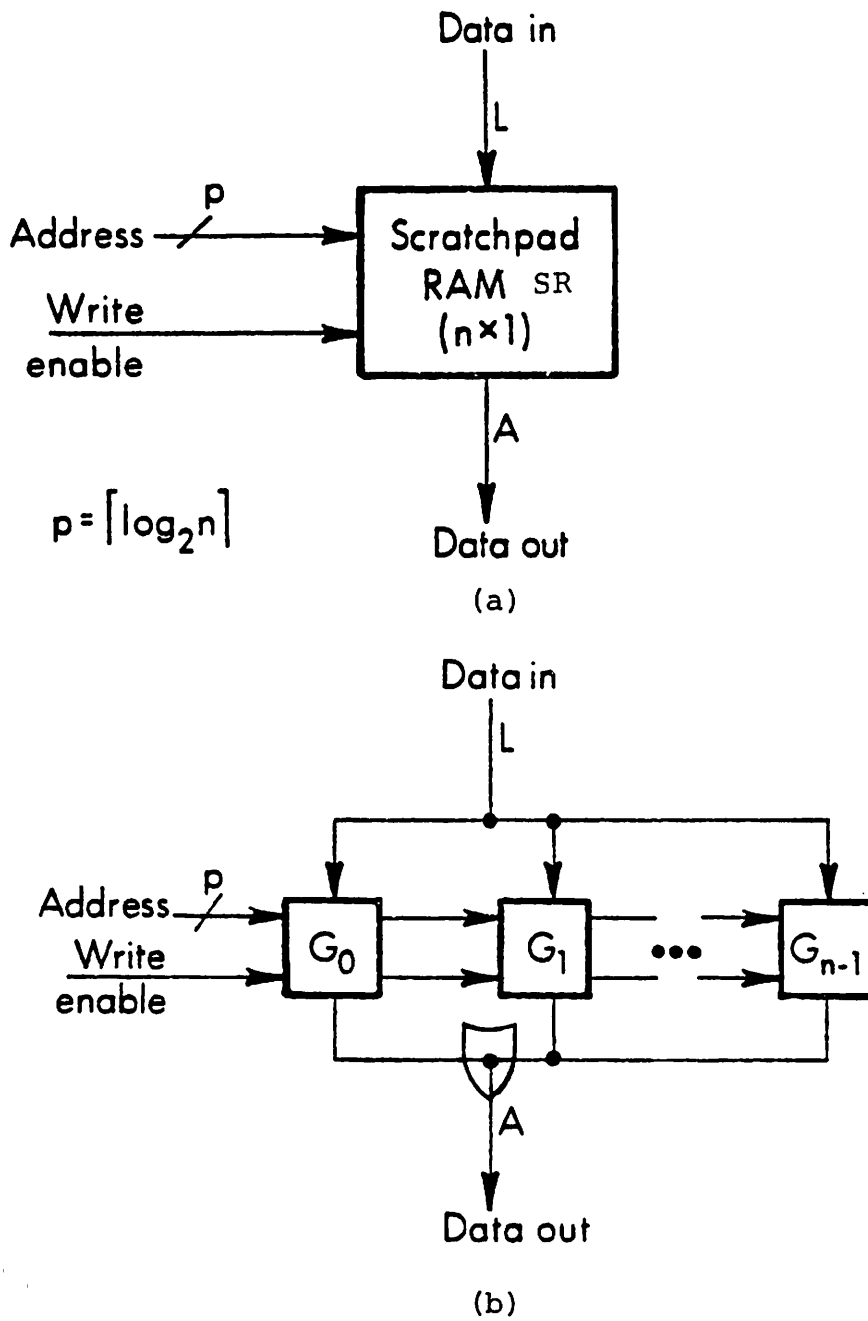 Data in
L
p
Address
Scratchpad
RAM SR
(n×1)
Write
enable
A
p=⌈log₂n⌉
Data out
(a)
Data in
L
p
Address
Write
enable
G₀
G₁
•••
Gₙ₋₁
A
Data out
(b)